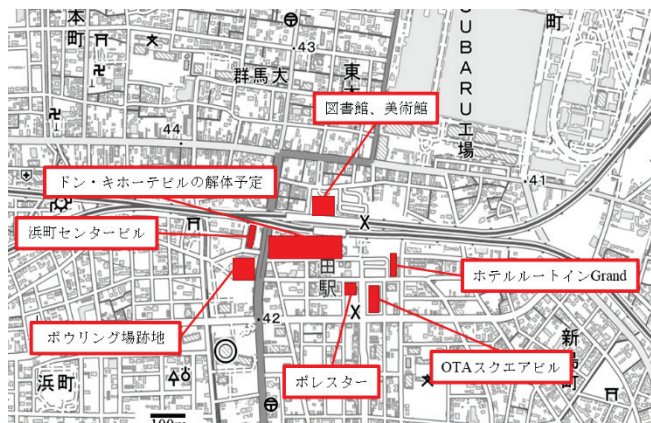 本町
・43
町
SUBARU工場
群馬大
東本
図書館、美術館
44
・41
ドン・キホーテビルの解体予定
浜町センタービル
田駅
ホテルルートインGrand
・42
新島町
ボウリング場跡地
ポレスター
OTAスクエアビル
浜町
100m
X
X